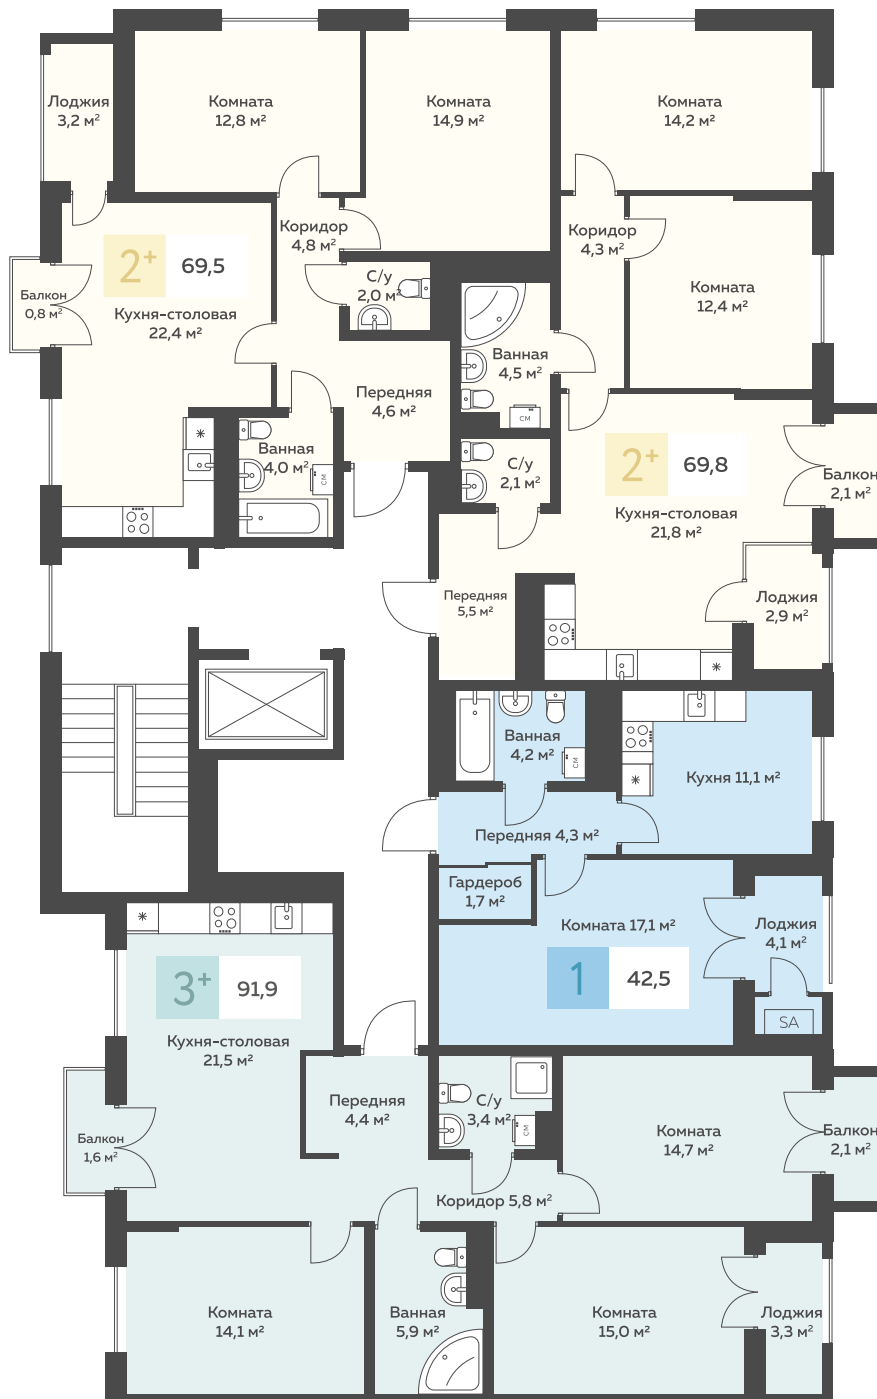 Лоджия
3,2 м²
Комната
12,8 м²
Комната
14,9 м²
Комната
14,2 м²
Коридор
4,8 м²
Коридор
4,3 м²
2+
69,5
С/у
2,0 м²
Балкон
0,8 м²
Кухня-столовая
22,4 м²
Комната
12,4 м²
Ванная
4,5 м²
СМ
Передняя
4,6 м²
Ванная
4,0 м²
СМ
С/у
2,1 м²
2+
69,8
Балкон
2,1 м²
Кухня-столовая
21,8 м²
Передняя
5,5 м²
Лоджия
2,9 м²
Ванная
4,2 м²
СМ
Кухня 11,1 м²
Передняя 4,3 м²
Гардероб
1,7 м²
Комната 17,1 м²
Лоджия
4,1 м²
1
42,5
SA
3+
91,9
Кухня-столовая
21,5 м²
Передняя
4,4 м²
С/у
3,4 м²
СМ
Балкон
1,6 м²
Комната
14,7 м²
Балкон
2,1 м²
Коридор 5,8 м²
Комната
14,1 м²
Ванная
5,9 м²
Комната
15,0 м²
Лоджия
3,3 м²